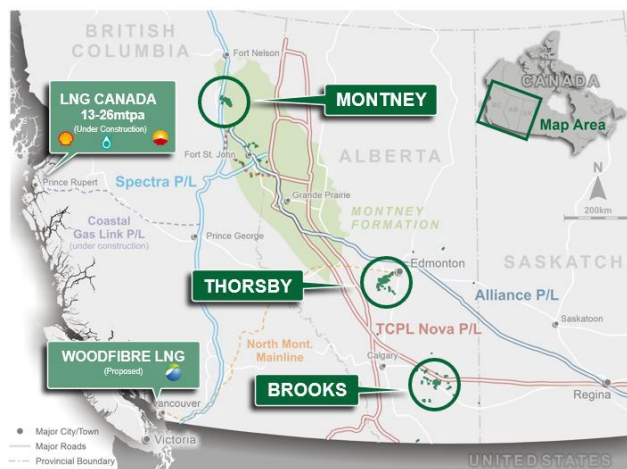 BRITISH
COLUMBIA
Fort Nelson
LNG CANADA
13-26mtpa
(Under Construction)
MONTNEY
CANADA
BC
AB
SK
Map Area
Fort St. John
ALBERTA
N
200km
Prince Rupert
Spectra P/L
Grande Prairie
Coastal
Gas Link P/L
(under construction)
Prince George
MONTNEY
FORMATION
SASKATCH
THORSBY
Edmonton
Alliance P/L
Saskatoon
TCPL Nova P/L
North Mont.
Mainline
WOODFIBRE LNG
(Proposed)
Calgary
BROOKS
Regina
Vancouver
Victoria
Major City/Town
Major Roads
Provincial Boundary
UNITED STATES